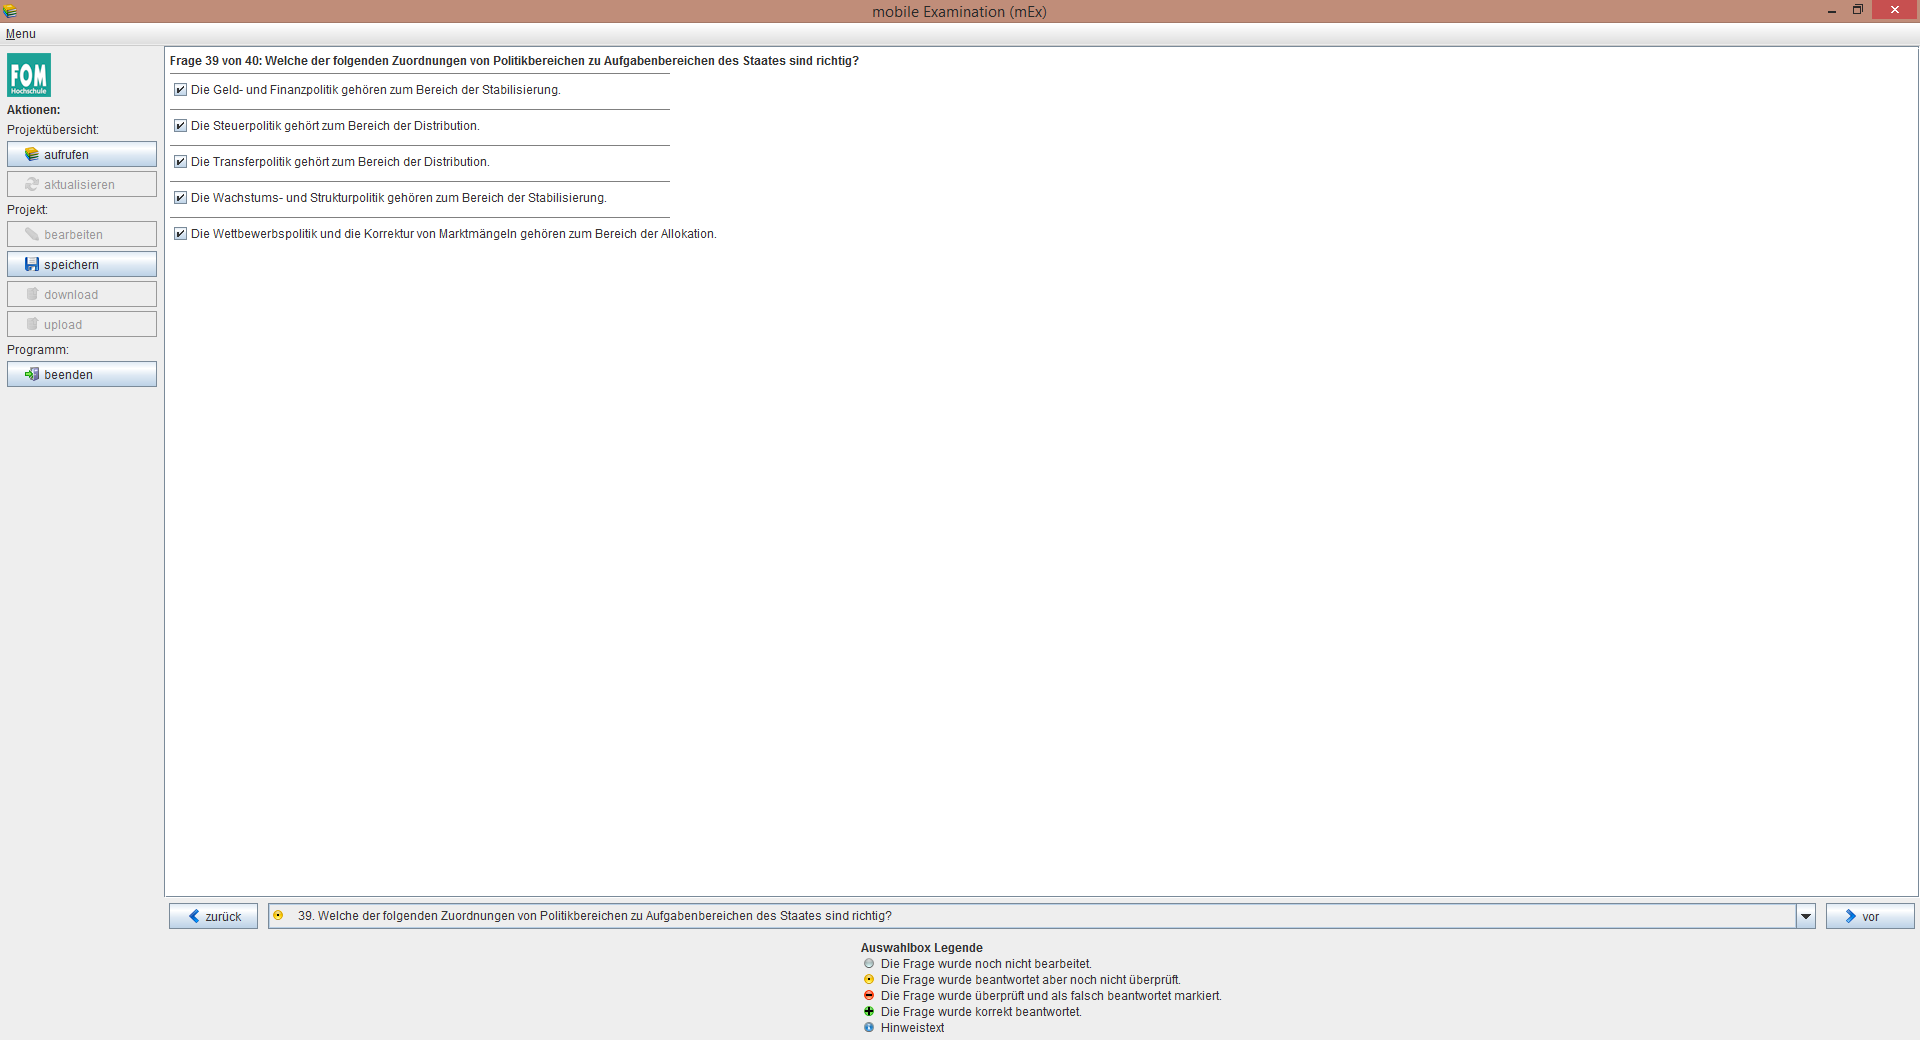 mobile Examination (mEx)
Menu
FOM
Hochschule
Aktionen:
Projektübersicht:
aufrufen
aktualisieren
Projekt:
bearbeiten
speichern
download
upload
Programm:
beenden
Frage 39 von 40: Welche der folgenden Zuordnungen von Politikbereichen zu Aufgabenbereichen des Staates sind richtig?
Die Geld- und Finanzpolitik gehören zum Bereich der Stabilisierung.
Die Steuerpolitik gehört zum Bereich der Distribution.
Die Transferpolitik gehört zum Bereich der Distribution.
Die Wachstums- und Strukturpolitik gehören zum Bereich der Stabilisierung.
Die Wettbewerbspolitik und die Korrektur von Marktmängeln gehören zum Bereich der Allokation.
zurück
39. Welche der folgenden Zuordnungen von Politikbereichen zu Aufgabenbereichen des Staates sind richtig?
vor
Auswahlbox Legende
Die Frage wurde noch nicht bearbeitet.
Die Frage wurde beantwortet aber noch nicht überprüft.
Die Frage wurde überprüft und als falsch beantwortet markiert.
Die Frage wurde korrekt beantwortet.
Hinweistext